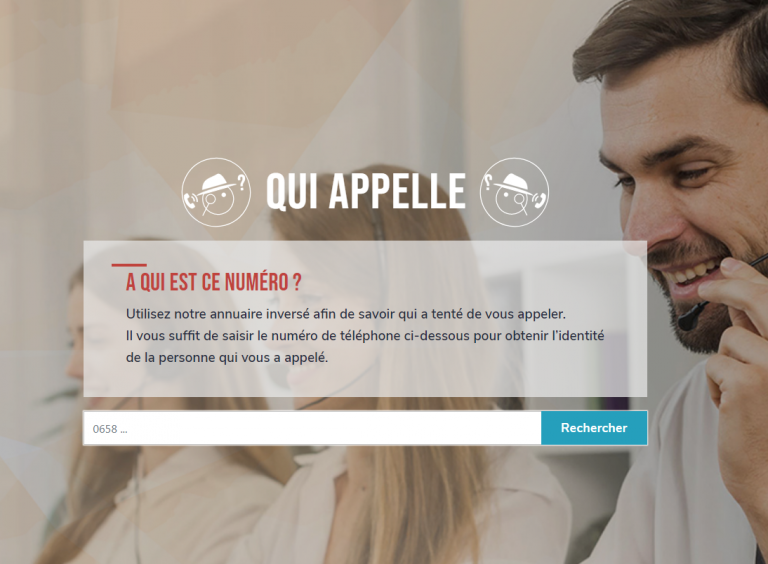 QUI APPELLE
A QUI EST CE NUMÉRO ?
Utilisez notre annuaire inversé afin de savoir qui a tenté de vous appeler.
Il vous suffit de saisir le numéro de téléphone ci-dessous pour obtenir l'identité
de la personne qui vous a appelé.
0658 ...
Rechercher